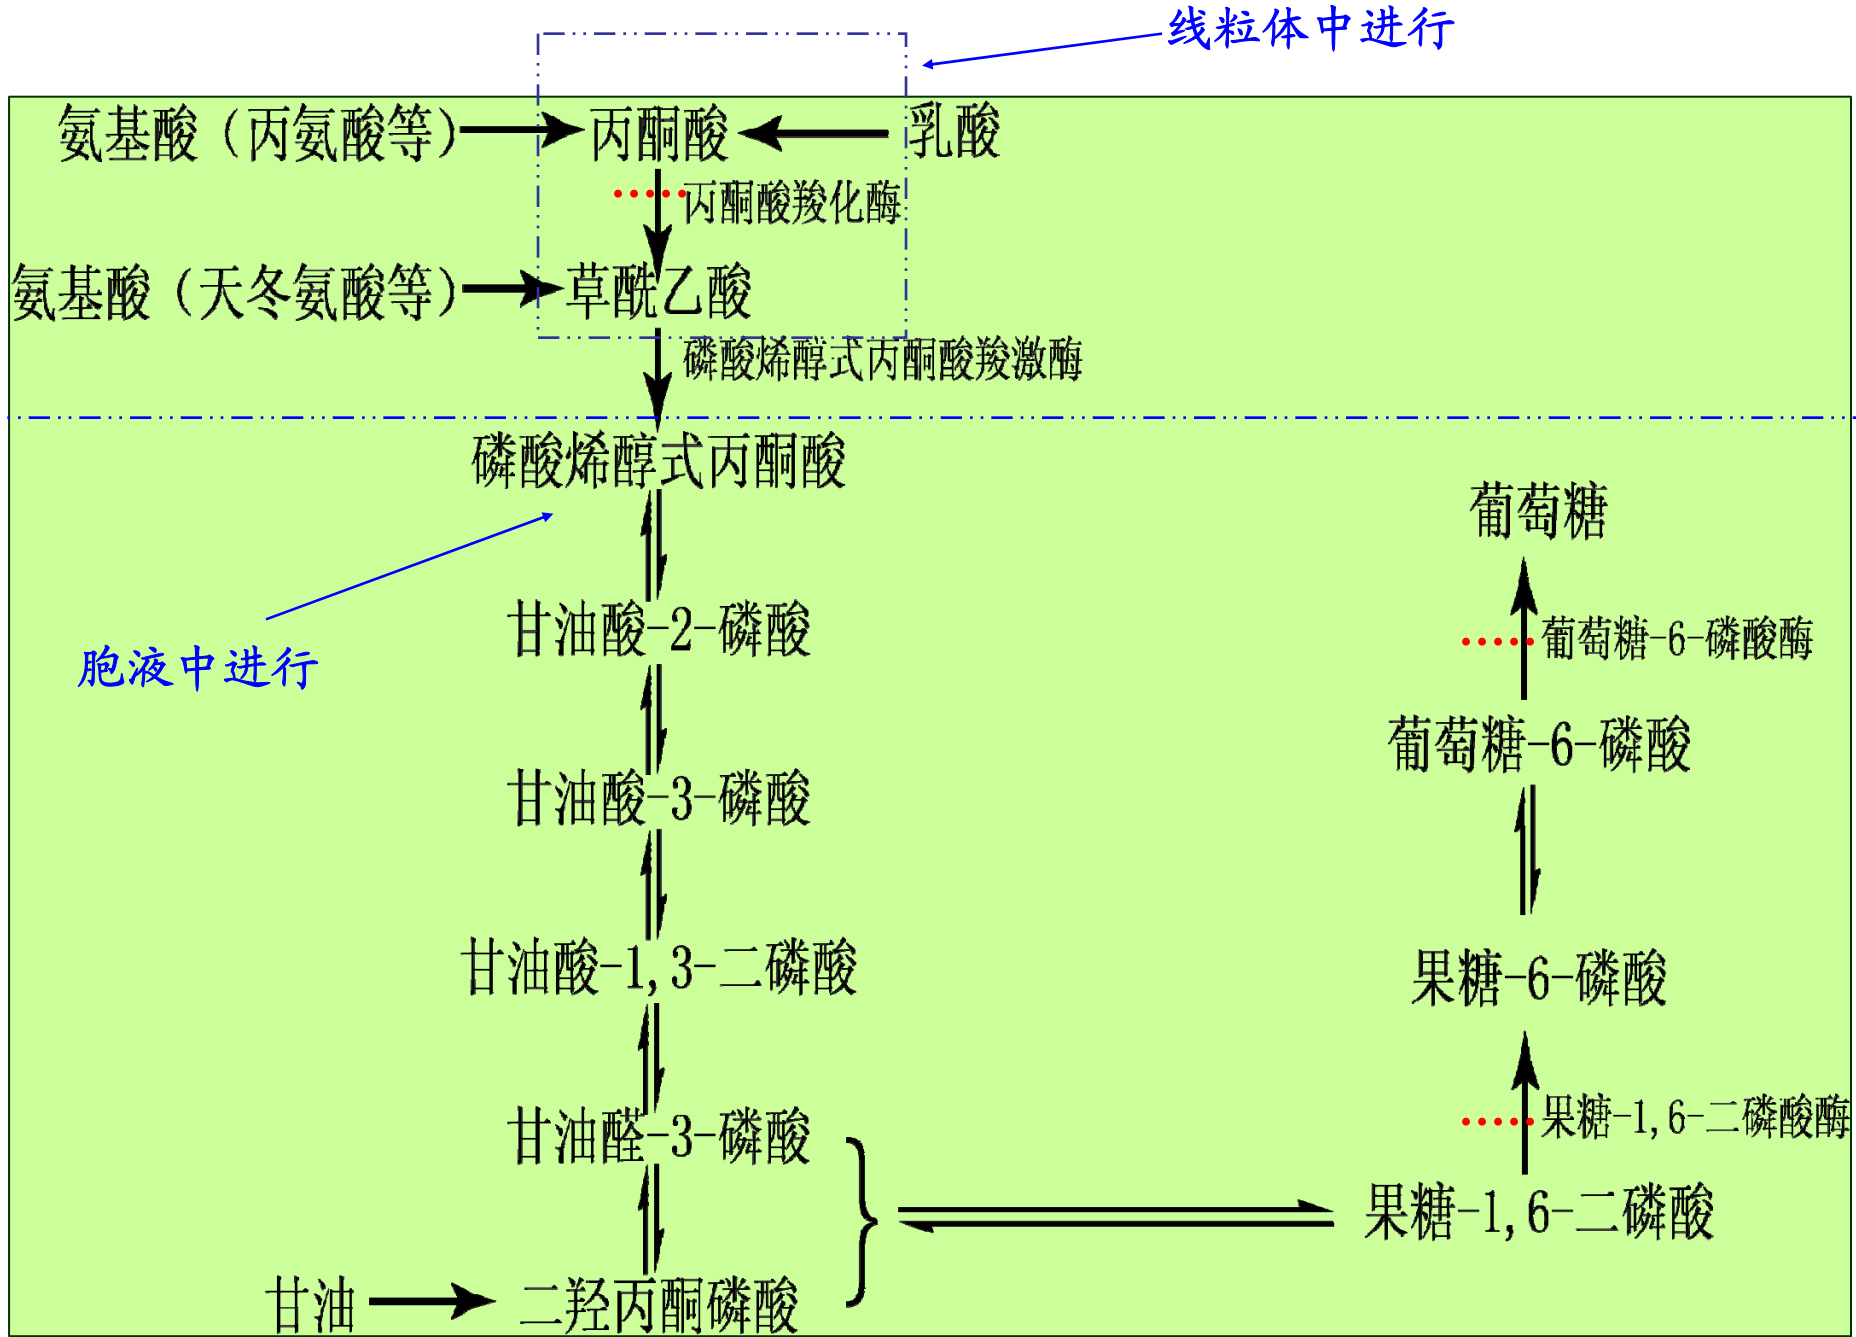 线粒体中进行
氨基酸（丙氨酸等）
丙酮酸
乳酸
丙酮酸羧化酶
氨基酸（天冬氨酸等）
草酰乙酸
磷酸烯醇式丙酮酸羧激酶
磷酸烯醇式丙酮酸
葡萄糖
甘油酸-2-磷酸
葡萄糖-6-磷酸酶
胞液中进行
葡萄糖-6-磷酸
甘油酸-3-磷酸
甘油酸-1,3-二磷酸
果糖-6-磷酸
甘油醛-3-磷酸
果糖-1,6-二磷酸酶
果糖-1,6-二磷酸
甘油
二羟丙酮磷酸